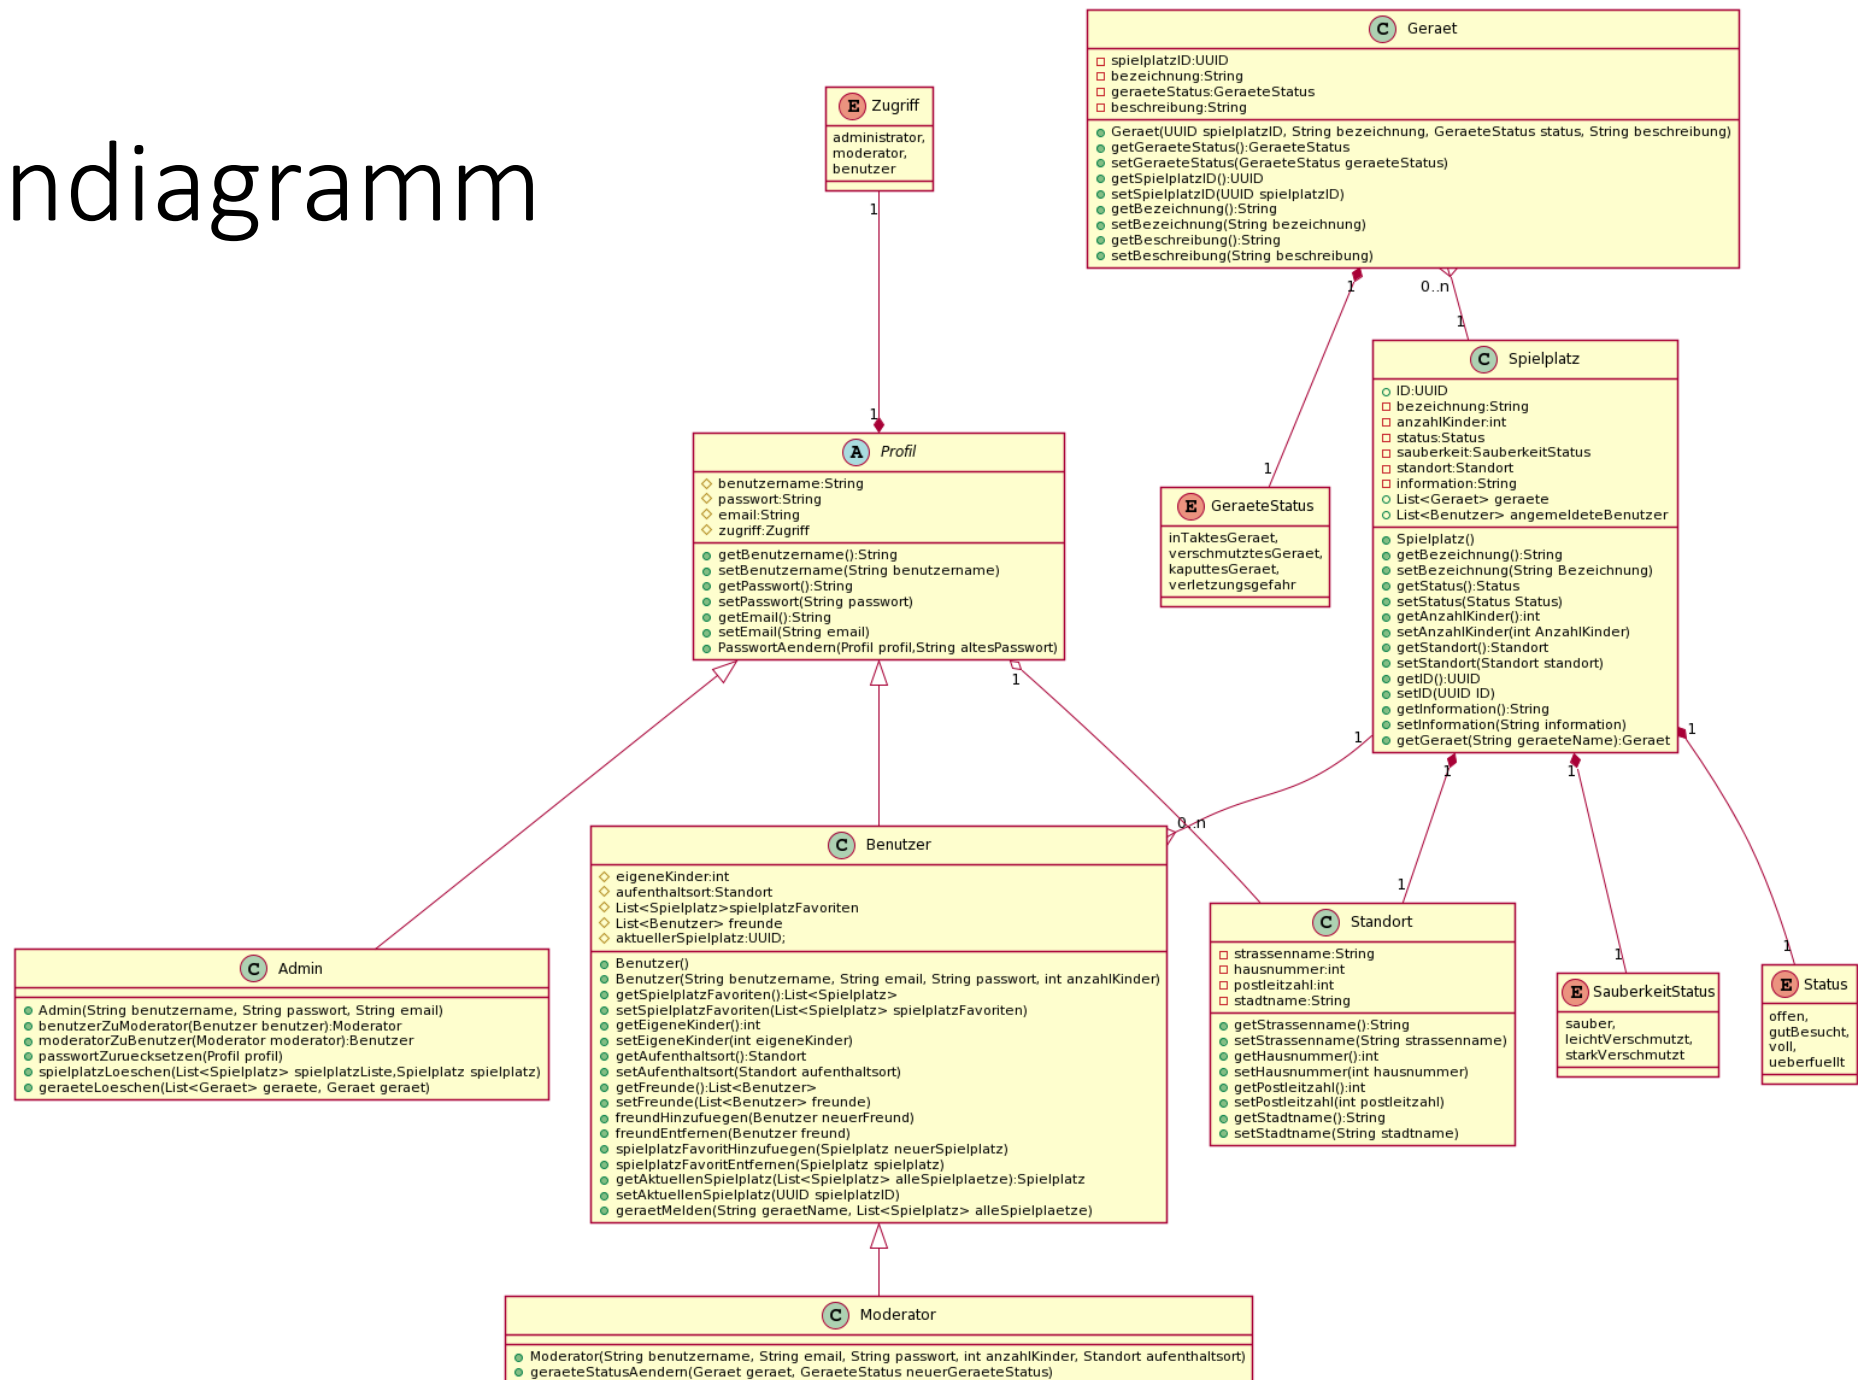 ndiagramm
C Geraet
spielplatzID:UUID
bezeichnung:String
geraeteStatus:GeraeteStatus
beschreibung:String
Geraet(UUID spielplatzID, String bezeichnung, GeraeteStatus status, String beschreibung)
getGeraeteStatus():GeraeteStatus
setGeraeteStatus(GeraeteStatus geraeteStatus)
getSpielplatzID():UUID
setSpielplatzID(UUID spielplatzID)
getBezeichnung():String
setBezeichnung(String bezeichnung)
getBeschreibung():String
setBeschreibung(String beschreibung)
E Zugriff
administrator,
moderator,
benutzer
1
1
1
0..n
1
1
A Profil
benutzername:String
passwort:String
email:String
zugriff:Zugriff
getBenutzername():String
setBenutzername(String benutzername)
getPasswort():String
setPasswort(String passwort)
getEmail():String
setEmail(String email)
PasswortAendern(Profil profil,String altesPasswort)
1
E GeraeteStatus
inTaktesGeraet,
verschmutztesGeraet,
kaputtesGeraet,
verletzungsgefahr
C Spielplatz
ID:UUID
bezeichnung:String
anzahlKinder:int
status:Status
sauberkeit:SauberkeitStatus
standort:Standort
information:String
List<Geraet> geraete
List<Benutzer> angemeldeteBenutzer
Spielplatz()
getBezeichnung():String
setBezeichnung(String Bezeichnung)
getStatus():Status
setStatus(Status Status)
getAnzahlKinder():int
setAnzahlKinder(int AnzahlKinder)
getStandort():Standort
setStandort(Standort standort)
getID():UUID
setID(UUID ID)
getInformation():String
setInformation(String information)
getGeraet(String geraeteName):Geraet
1
1
1
1
0..n
1
1
1
C Admin
Admin(String benutzername, String passwort, String email)
benutzerZuModerator(Benutzer benutzer):Moderator
moderatorZuBenutzer(Moderator moderator):Benutzer
passwortZuruecksetzen(Profil profil)
spielplatzLoeschen(List<Spielplatz> spielplatzListe,Spielplatz spielplatz)
geraeteLoeschen(List<Geraet> geraete, Geraet geraet)
C Benutzer
eigeneKinder:int
aufenthaltsort:Standort
List<Spielplatz>spielplatzFavoriten
List<Benutzer> freunde
aktuellerSpielplatz:UUID;
Benutzer()
Benutzer(String benutzername, String email, String passwort, int anzahlKinder)
getSpielplatzFavoriten():List<Spielplatz>
setSpielplatzFavoriten(List<Spielplatz> spielplatzFavoriten)
getEigeneKinder():int
setEigeneKinder(int eigeneKinder)
getAufenthaltsort():Standort
setAufenthaltsort(Standort aufenthaltsort)
getFreunde():List<Benutzer>
setFreunde(List<Benutzer> freunde)
freundHinzufuegen(Benutzer neuerFreund)
freundEntfernen(Benutzer freund)
spielplatzFavoritHinzufuegen(Spielplatz neuerSpielplatz)
spielplatzFavoritEntfernen(Spielplatz spielplatz)
getAktuellenSpielplatz(List<Spielplatz> alleSpielplaetze):Spielplatz
setAktuellenSpielplatz(UUID spielplatzID)
geraetMelden(String geraetName, List<Spielplatz> alleSpielplaetze)
C Standort
strassenname:String
hausnummer:int
postleitzahl:int
stadtname:String
getStrassenname():String
setStrassenname(String strassenname)
getHausnummer():int
setHausnummer(int hausnummer)
getPostleitzahl():int
setPostleitzahl(int postleitzahl)
getStadtname():String
setStadtname(String stadtname)
E SauberkeitStatus
sauber,
leichtVerschmutzt,
starkVerschmutzt
E Status
offen,
gutBesucht,
voll,
ueberfuellt
C Moderator
Moderator(String benutzername, String email, String passwort, int anzahlKinder, Standort aufenthaltsort)
geraeteStatusAendern(Geraet geraet, GeraeteStatus neuerGeraeteStatus)